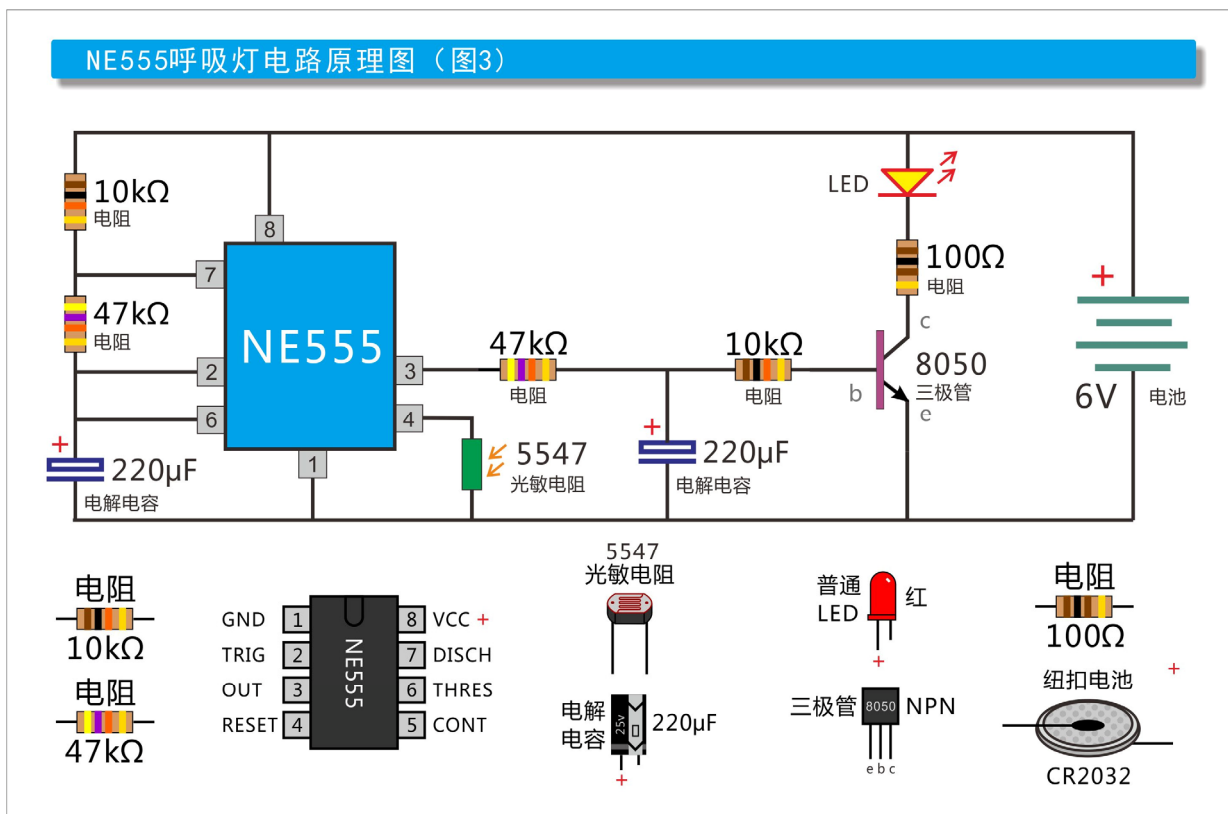 NE555呼吸灯电路原理图（图3）
10kΩ
电阻
47kΩ
电阻
8
7
2
6
1
3
4
NE555
+
220μF
电解电容
47kΩ
电阻
5547
光敏电阻
+
220μF
电解电容
10kΩ
电阻
LED
100Ω
电阻
c
b
e
8050
三极管
+
6V
电池
电阻
10kΩ
电阻
47kΩ
GND 1
TRIG 2
OUT 3
RESET 4
NE555
8 VCC +
7 DISCH
6 THRES
5 CONT
5547
光敏电阻
电解
电容
25v
220μF
+
普通
LED
红
+
三极管
8050
NPN
e b c
电阻
100Ω
纽扣电池
+
CR2032